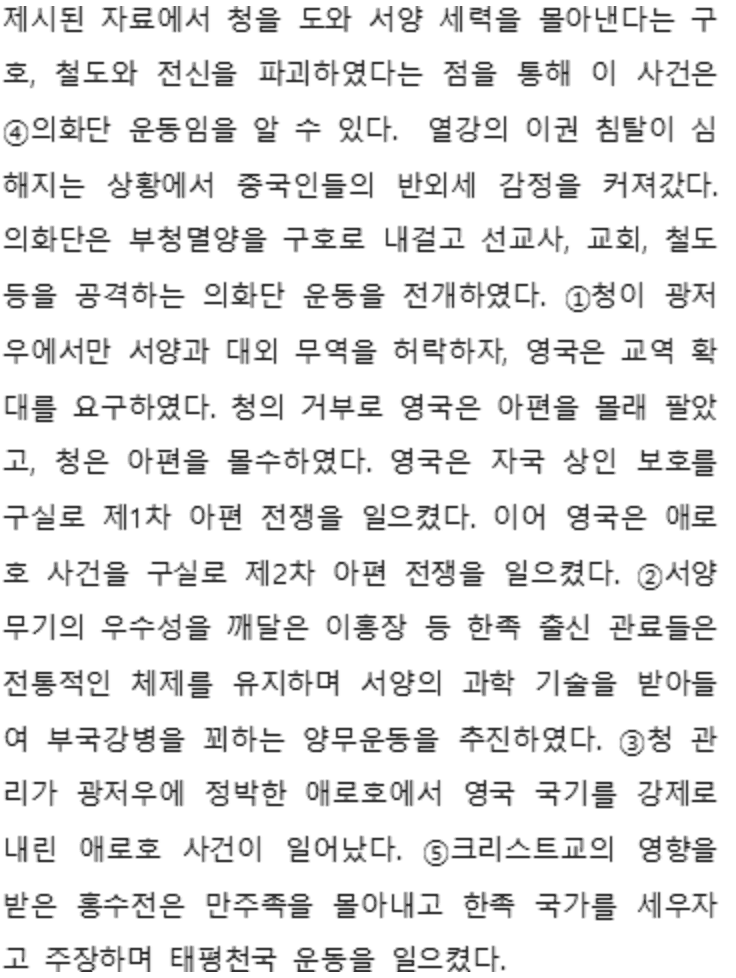 제시된 자료에서 청을 도와 서양 세력을 몰아낸다는 구
호, 철도와 전신을 파괴하였다는 점을 통해 이 사건은
④의화단 운동임을 알 수 있다. 열강의 이권 침탈이 심
해지는 상황에서 중국인들의 반외세 감정을 커져갔다.
의화단은 부청멸양을 구호로 내걸고 선교사, 교회, 철도
등을 공격하는 의화단 운동을 전개하였다. ①청이 광저
우에서만 서양과 대외 무역을 허락하자, 영국은 교역 확
대를 요구하였다. 청의 거부로 영국은 아편을 몰래 팔았
고, 청은 아편을 몰수하였다. 영국은 자국 상인 보호를
구실로 제1차 아편 전쟁을 일으켰다. 이어 영국은 애로
호 사건을 구실로 제2차 아편 전쟁을 일으켰다. ②서양
무기의 우수성을 깨달은 이홍장 등 한족 출신 관료들은
전통적인 체제를 유지하며 서양의 과학 기술을 받아들
여 부국강병을 꾀하는 양무운동을 추진하였다. ③청 관
리가 광저우에 정박한 애로호에서 영국 국기를 강제로
내린 애로호 사건이 일어났다. ⑤크리스트교의 영향을
받은 홍수전은 만주족을 몰아내고 한족 국가를 세우자
고 주장하며 태평천국 운동을 일으켰다.